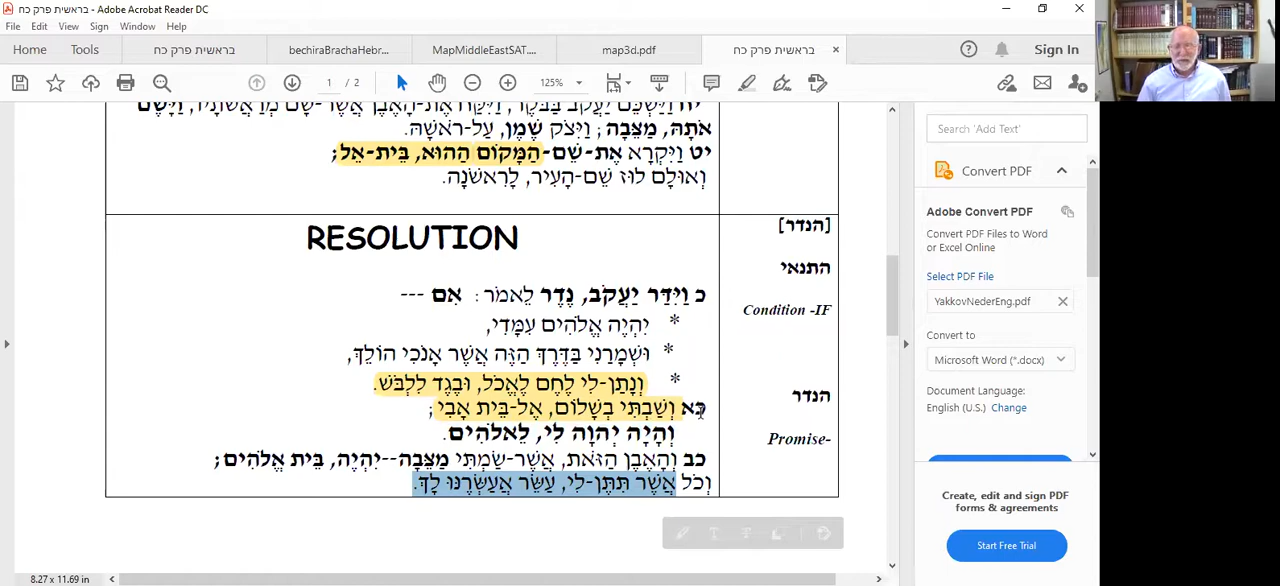 בראשית פרק כח - Adobe Acrobat Reader DC
File Edit View Sign Window Help
Home Tools בראשית פרק כח bechiraBrachaHebr... MapMiddleEastSAT.... map3d.pdf בראשית פרק כח × Sign In
1 / 2 125%
יח וַיַּשְׁכֵּם יַעֲקֹב בַּבֹּקֶר, וַיִּקַּח אֶת-הָאֶבֶן אֲשֶׁר-שָׂם מְרַאֲשֹׁתָיו, וַיָּשֶׂם
אֹתָהּ, מַצֵּבָה; וַיִּצֹק שֶׁמֶן, עַל-רֹאשָׁהּ.
יט וַיִּקְרָא אֶת-שֵׁם-הַמָּקוֹם הַהוּא, בֵּית-אֵל;
וְאוּלָם לוּז שֵׁם-הָעִיר, לָרִאשֹׁנָה.
[הנדר]
RESOLUTION
התנאי
כ וַיִּדַּר יַעֲקֹב, נֶדֶר לֵאמֹר: אִם ---
Condition -IF
* יִהְיֶה אֱלֹהִים עִמָּדִי,
* וּשְׁמָרַנִי בַּדֶּרֶךְ הַזֶּה אֲשֶׁר אָנֹכִי הוֹלֵךְ,
* וְנָתַן-לִי לֶחֶם לֶאֱכֹל, וּבֶגֶד לִלְבֹּשׁ.
הנדר
כא וְשַׁבְתִּי בְשָׁלוֹם, אֶל-בֵּית אָבִי;
וְהָיָה יְהוָה לִי, לֵאלֹהִים.
Promise-
כב וְהָאֶבֶן הַזֹּאת, אֲשֶׁר-שַׂמְתִּי מַצֵּבָה--יִהְיֶה, בֵּית אֱלֹהִים;
וְכֹל אֲשֶׁר תִּתֶּן-לִי, עַשֵּׂר אֲעַשְּׂרֶנּוּ לָךְ.
8.27 x 11.69 in
Search 'Add Text'
Convert PDF
Adobe Convert PDF
Convert PDF Files to Word
or Excel Online
Select PDF File
YakkovNederEng.pdf ×
Convert to
Microsoft Word (*.docx)
Document Language:
English (U.S.) Change
Create, edit and sign PDF
forms & agreements
Start Free Trial